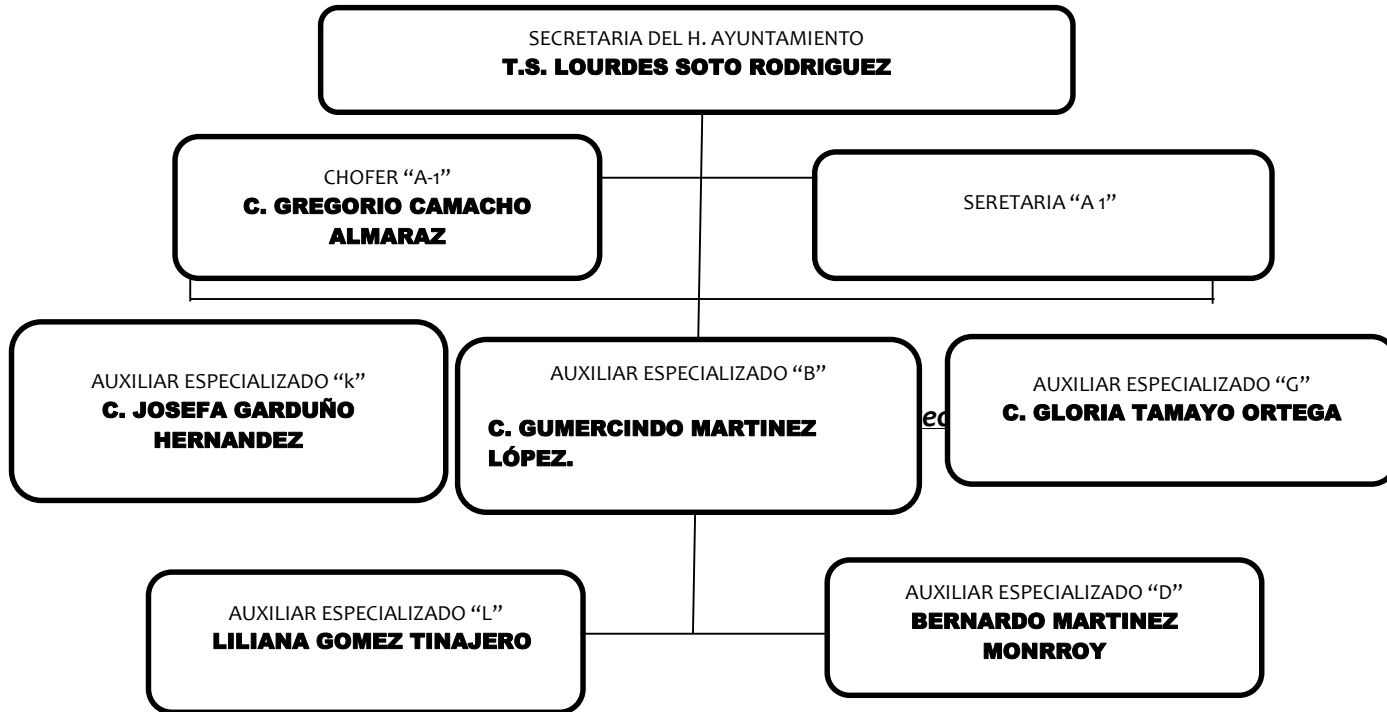 SECRETARIA DEL H. AYUNTAMIENTO
T.S. LOURDES SOTO RODRIGUEZ
CHOFER “A-1”
C. GREGORIO CAMACHO
ALMARAZ
SERETARIA “A 1”
AUXILIAR ESPECIALIZADO “k”
C. JOSEFA GARDUÑO
HERNANDEZ
AUXILIAR ESPECIALIZADO “B”
C. GUMERCINDO MARTINEZ
LÓPEZ.
AUXILIAR ESPECIALIZADO “G”
C. GLORIA TAMAYO ORTEGA
AUXILIAR ESPECIALIZADO “L”
LILIANA GOMEZ TINAJERO
AUXILIAR ESPECIALIZADO “D”
BERNARDO MARTINEZ
MONRROY